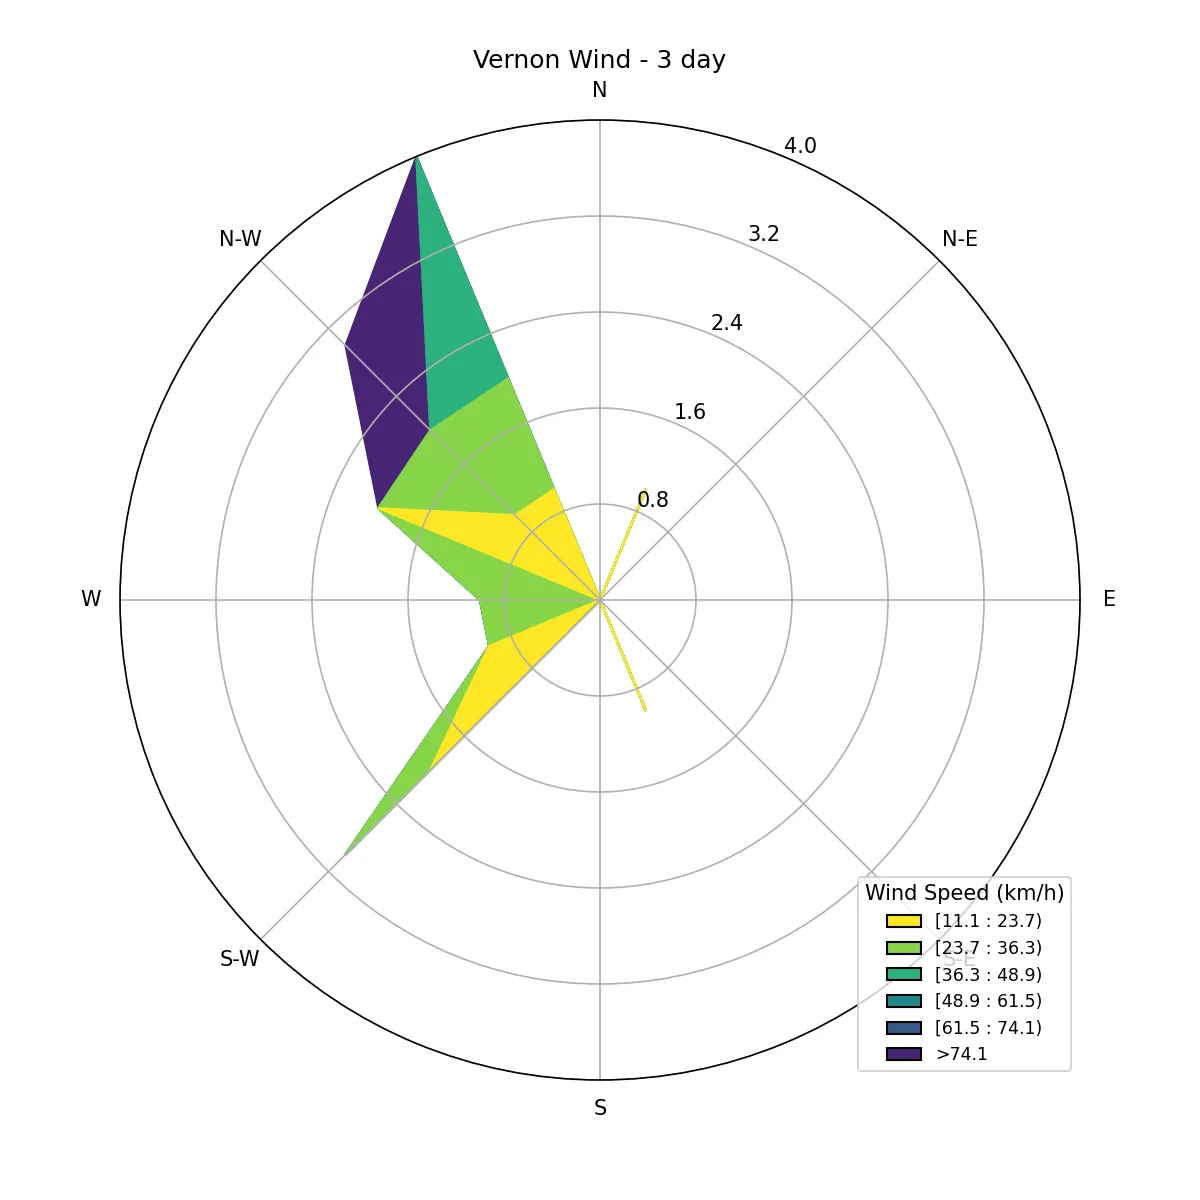 Vernon Wind - 3 day
N
4.0
N-W
N-E
3.2
2.4
1.6
0.8
W
E
S-W
S-E
S
Wind Speed (km/h)
[11.1 : 23.7)
[23.7 : 36.3)
[36.3 : 48.9)
[48.9 : 61.5)
[61.5 : 74.1)
>74.1